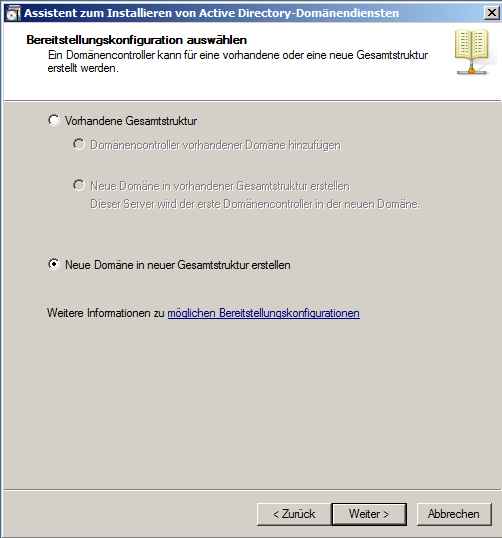 Assistent zum Installieren von Active Directory-Domänendiensten
Bereitstellungskonfiguration auswählen
Ein Domänencontroller kann für eine vorhandene oder eine neue Gesamtstruktur
erstellt werden.
Vorhandene Gesamtstruktur
Domänencontroller vorhandener Domäne hinzufügen
Neue Domäne in vorhandener Gesamtstruktur erstellen
Dieser Server wird der erste Domänencontroller in der neuen Domäne.
Neue Domäne in neuer Gesamtstruktur erstellen
Weitere Informationen zu möglichen Bereitstellungskonfigurationen
< Zurück
Weiter >
Abbrechen